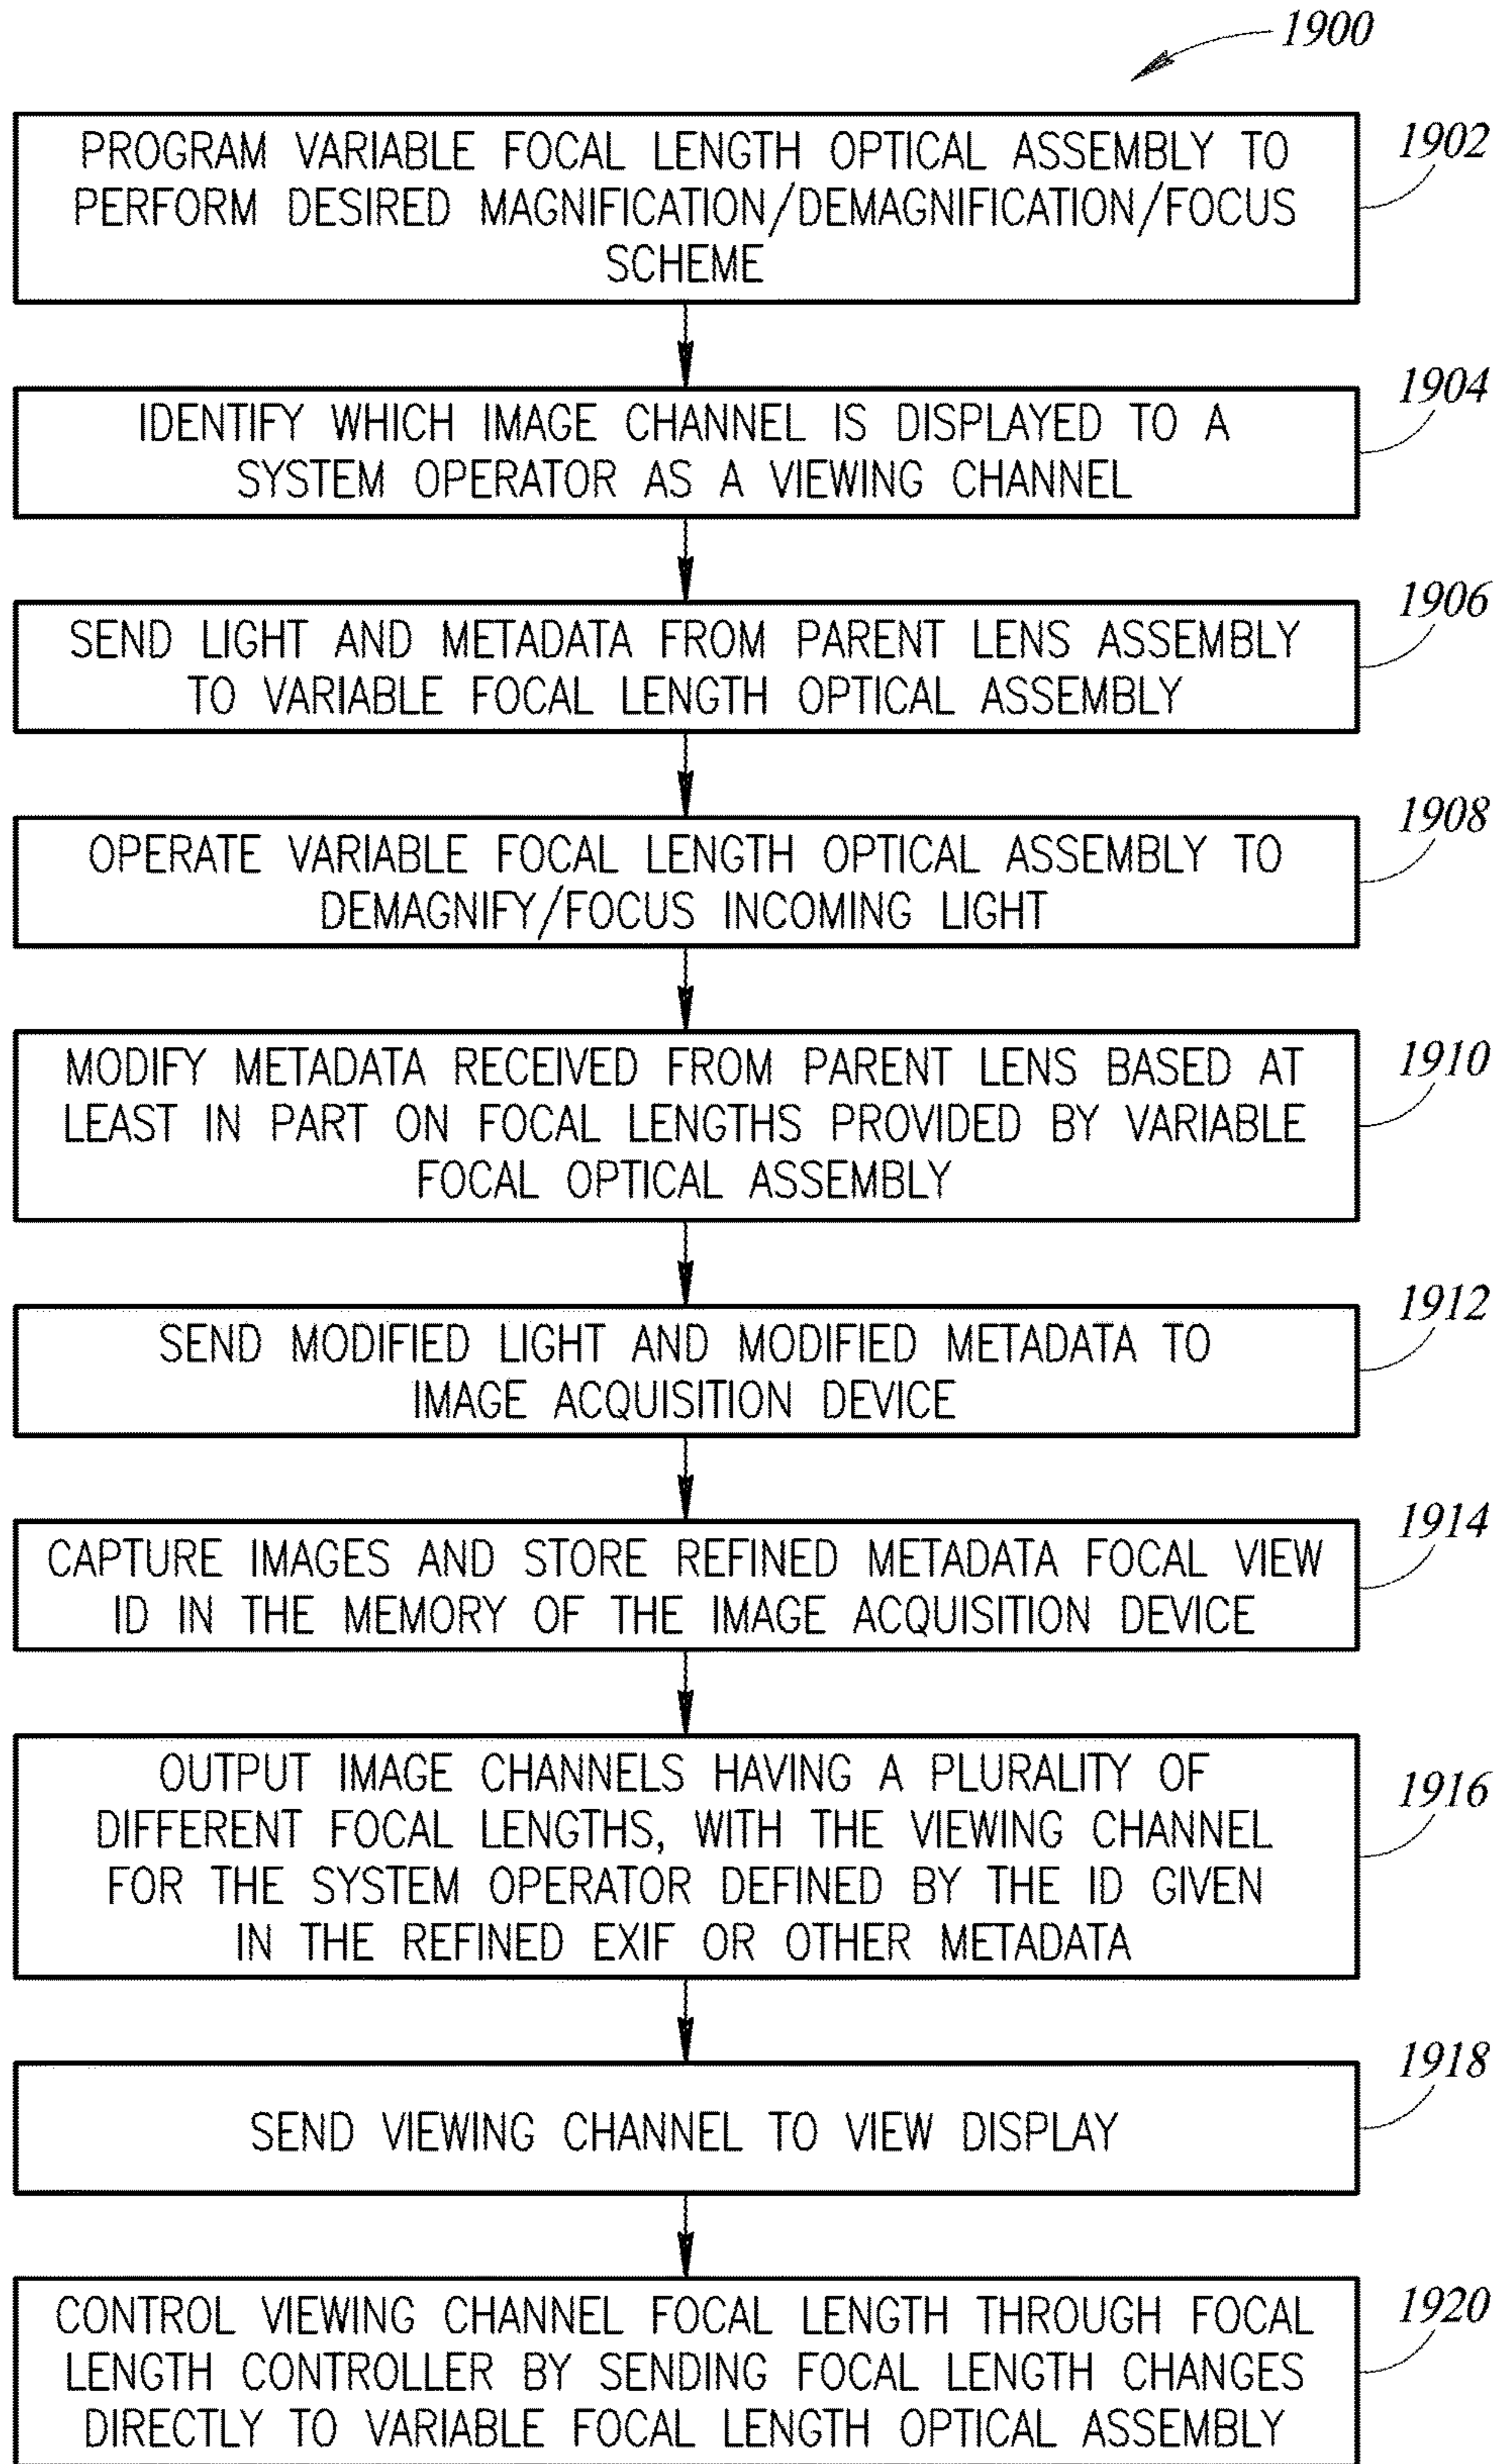 1900
PROGRAM VARIABLE FOCAL LENGTH OPTICAL ASSEMBLY TO
PERFORM DESIRED MAGNIFICATION/DEMAGNIFICATION/FOCUS
SCHEME
1902
IDENTIFY WHICH IMAGE CHANNEL IS DISPLAYED TO A
SYSTEM OPERATOR AS A VIEWING CHANNEL
1904
SEND LIGHT AND METADATA FROM PARENT LENS ASSEMBLY
TO VARIABLE FOCAL LENGTH OPTICAL ASSEMBLY
1906
OPERATE VARIABLE FOCAL LENGTH OPTICAL ASSEMBLY TO
DEMAGNIFY/FOCUS INCOMING LIGHT
1908
MODIFY METADATA RECEIVED FROM PARENT LENS BASED AT
LEAST IN PART ON FOCAL LENGTHS PROVIDED BY VARIABLE
FOCAL OPTICAL ASSEMBLY
1910
SEND MODIFIED LIGHT AND MODIFIED METADATA TO
IMAGE ACQUISITION DEVICE
1912
CAPTURE IMAGES AND STORE REFINED METADATA FOCAL VIEW
ID IN THE MEMORY OF THE IMAGE ACQUISITION DEVICE
1914
OUTPUT IMAGE CHANNELS HAVING A PLURALITY OF
DIFFERENT FOCAL LENGTHS, WITH THE VIEWING CHANNEL
FOR THE SYSTEM OPERATOR DEFINED BY THE ID GIVEN
IN THE REFINED EXIF OR OTHER METADATA
1916
SEND VIEWING CHANNEL TO VIEW DISPLAY
1918
CONTROL VIEWING CHANNEL FOCAL LENGTH THROUGH FOCAL
LENGTH CONTROLLER BY SENDING FOCAL LENGTH CHANGES
DIRECTLY TO VARIABLE FOCAL LENGTH OPTICAL ASSEMBLY
1920